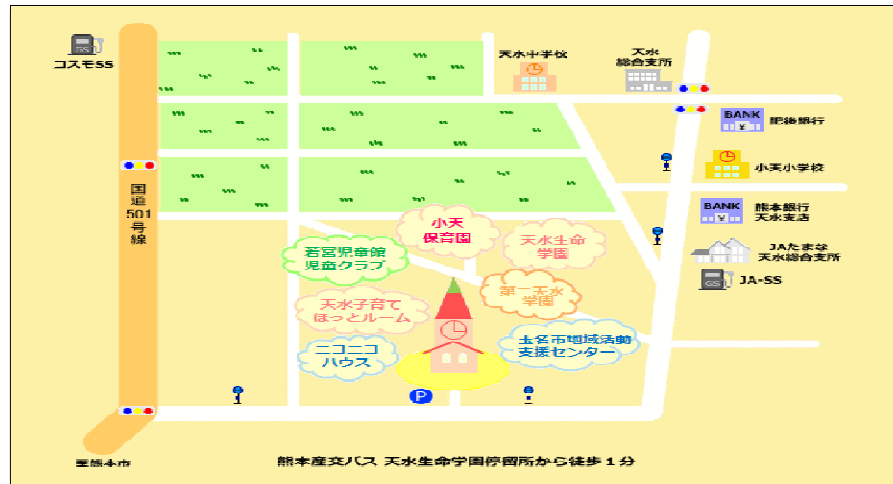 コスモSS
天水中学校
天水
総合支所
BANK
¥
肥後銀行
国道
501
号線
小天小学校
BANK
¥
熊本銀行
天水支店
小天
保育園
若宮児童館
児童クラブ
天水生命
学園
JAたまな
天水総合支所
JA-SS
第二天水
学園
天水子育て
ほっとルーム
ニコニコ
ハウス
玉名市地域活動
支援センター
P
至熊本市
熊本産交バス 天水生命学園停留所から徒歩１分